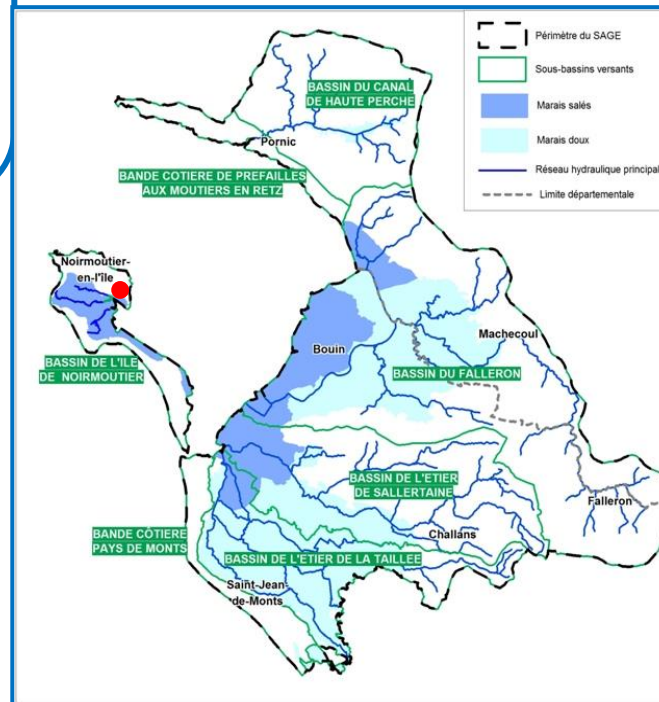 Périmètre du SAGE
Sous-bassins versants
Marais salés
Marais doux
Réseau hydraulique principal
Limite départementale
BASSIN DU CANAL
DE HAUTE PERCHE
Pornic
BANDE COTIERE DE PREFAILLES
AUX MOUTIERS EN RETZ
Noirmoutier-
en-l'île
BASSIN DE L'ILE
DE NOIRMOUTIER
Bouin
Machecoul
BASSIN DU FALLERON
BASSIN DE L'ETIER
DE SALLERTAINE
Falleron
Challans
BANDE CÔTIERE
PAYS DE MONTS
BASSIN DE L'ETIER DE LA TAILLEE
Saint-Jean-
de-Monts